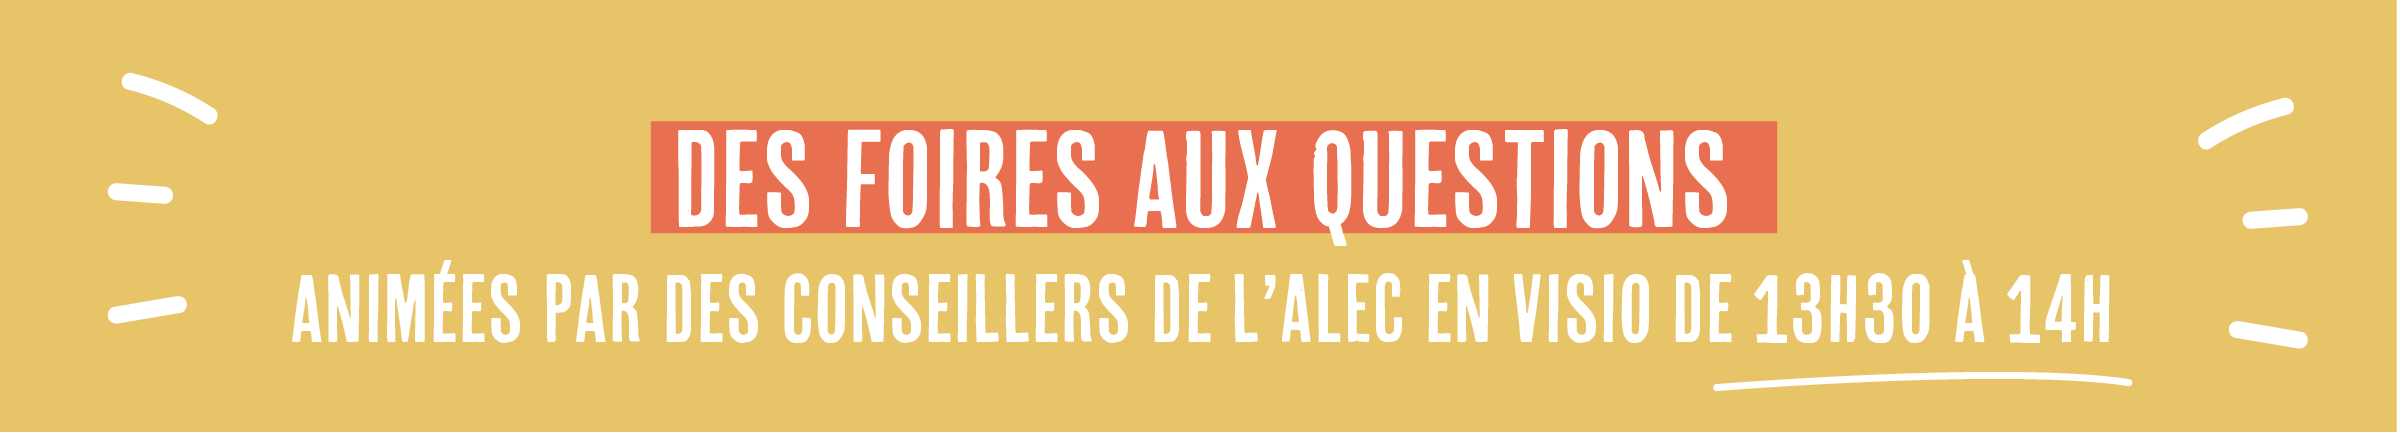 DES FOIRES AUX QUESTIONS
ANIMÉES PAR DES CONSEILLERS DE L'ALEC EN VISIO DE 13H30 À 14H